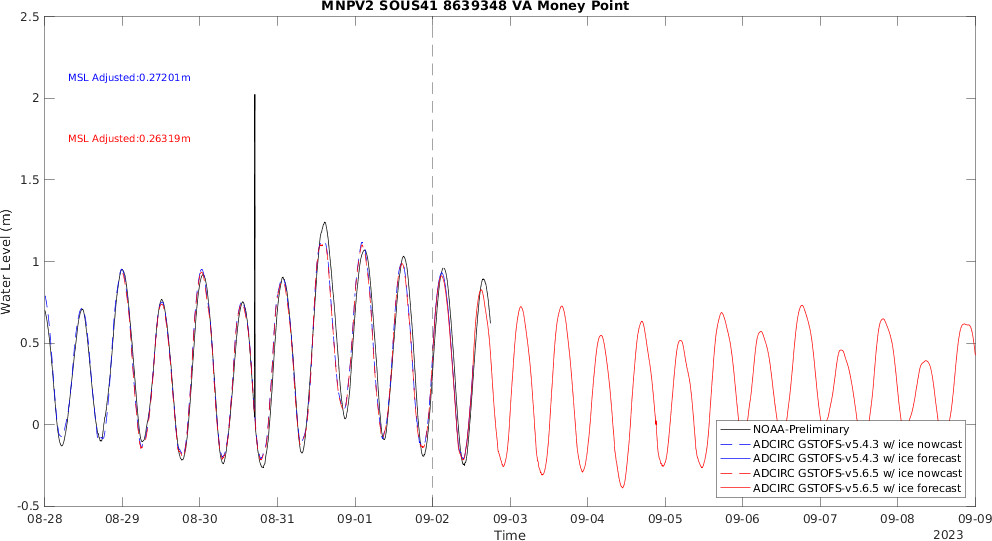 MNPV2 SOUS41 8639348 VA Money Point
2.5
2
1.5
1
0.5
0
-0.5
Water Level (m)
MSL Adjusted:0.27201m
MSL Adjusted:0.26319m
NOAA-Preliminary
ADCIRC GSTOFS-v5.4.3 w/ ice nowcast
ADCIRC GSTOFS-v5.4.3 w/ ice forecast
ADCIRC GSTOFS-v5.6.5 w/ ice nowcast
ADCIRC GSTOFS-v5.6.5 w/ ice forecast
08-28 08-29 08-30 08-31 09-01 09-02 09-03 09-04 09-05 09-06 09-07 09-08 09-09
Time
2023